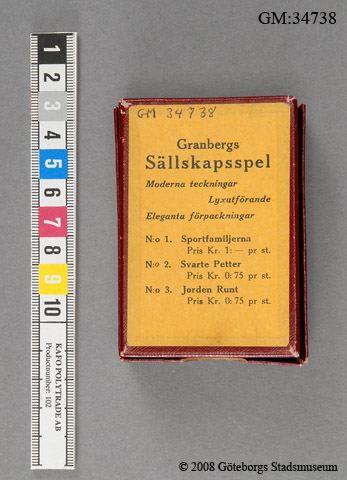 GM:34738
GM 34738
Granbergs
Sällskapsspel
Moderna teckningar
Lyxutförande
Eleganta förpackningar
N:o 1. Sportfamiljerna
Pris Kr. 1: — pr st.
N:o 2. Svarte Petter
Pris Kr. 0: 75 pr st.
N:o 3. Jorden Runt
Pris Kr. 0: 75 pr st.
1
2
3
4
5
6
7
8
9
10
KAFO POLYTRADE AB
Productnumber: 102
© 2008 Göteborgs Stadsmuseum